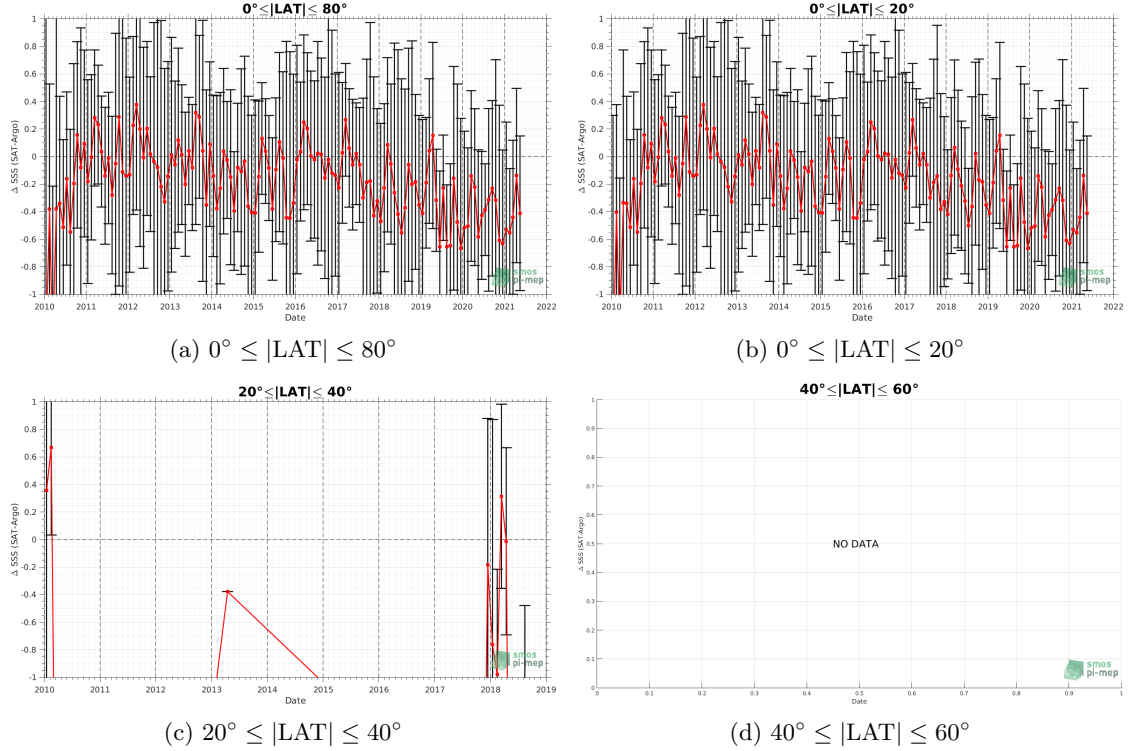 0°≤|LAT|≤ 80°
Δ SSS (SAT-Argo)
1
0.8
0.6
0.4
0.2
0
-0.2
-0.4
-0.6
-0.8
-1
2010 2011 2012 2013 2014 2015 2016 2017 2018 2019 2020 2021 2022
Date
smos
pi-mep
(a) 0° ≤ |LAT| ≤ 80°
0°≤|LAT|≤ 20°
Δ SSS (SAT-Argo)
1
0.8
0.6
0.4
0.2
0
-0.2
-0.4
-0.6
-0.8
-1
2010 2011 2012 2013 2014 2015 2016 2017 2018 2019 2020 2021 2022
Date
smos
pi-mep
(b) 0° ≤ |LAT| ≤ 20°
20°≤|LAT|≤ 40°
Δ SSS (SAT-Argo)
1
0.8
0.6
0.4
0.2
0
-0.2
-0.4
-0.6
-0.8
-1
2010 2011 2012 2013 2014 2015 2016 2017 2018 2019
Date
smos
pi-mep
(c) 20° ≤ |LAT| ≤ 40°
40°≤|LAT|≤ 60°
Δ SSS (SAT-Argo)
1
0.9
0.8
0.7
0.6
0.5
0.4
0.3
0.2
0.1
0
NO DATA
0 0.1 0.2 0.3 0.4 0.5 0.6 0.7 0.8 0.9 1
Date
smos
pi-mep
(d) 40° ≤ |LAT| ≤ 60°